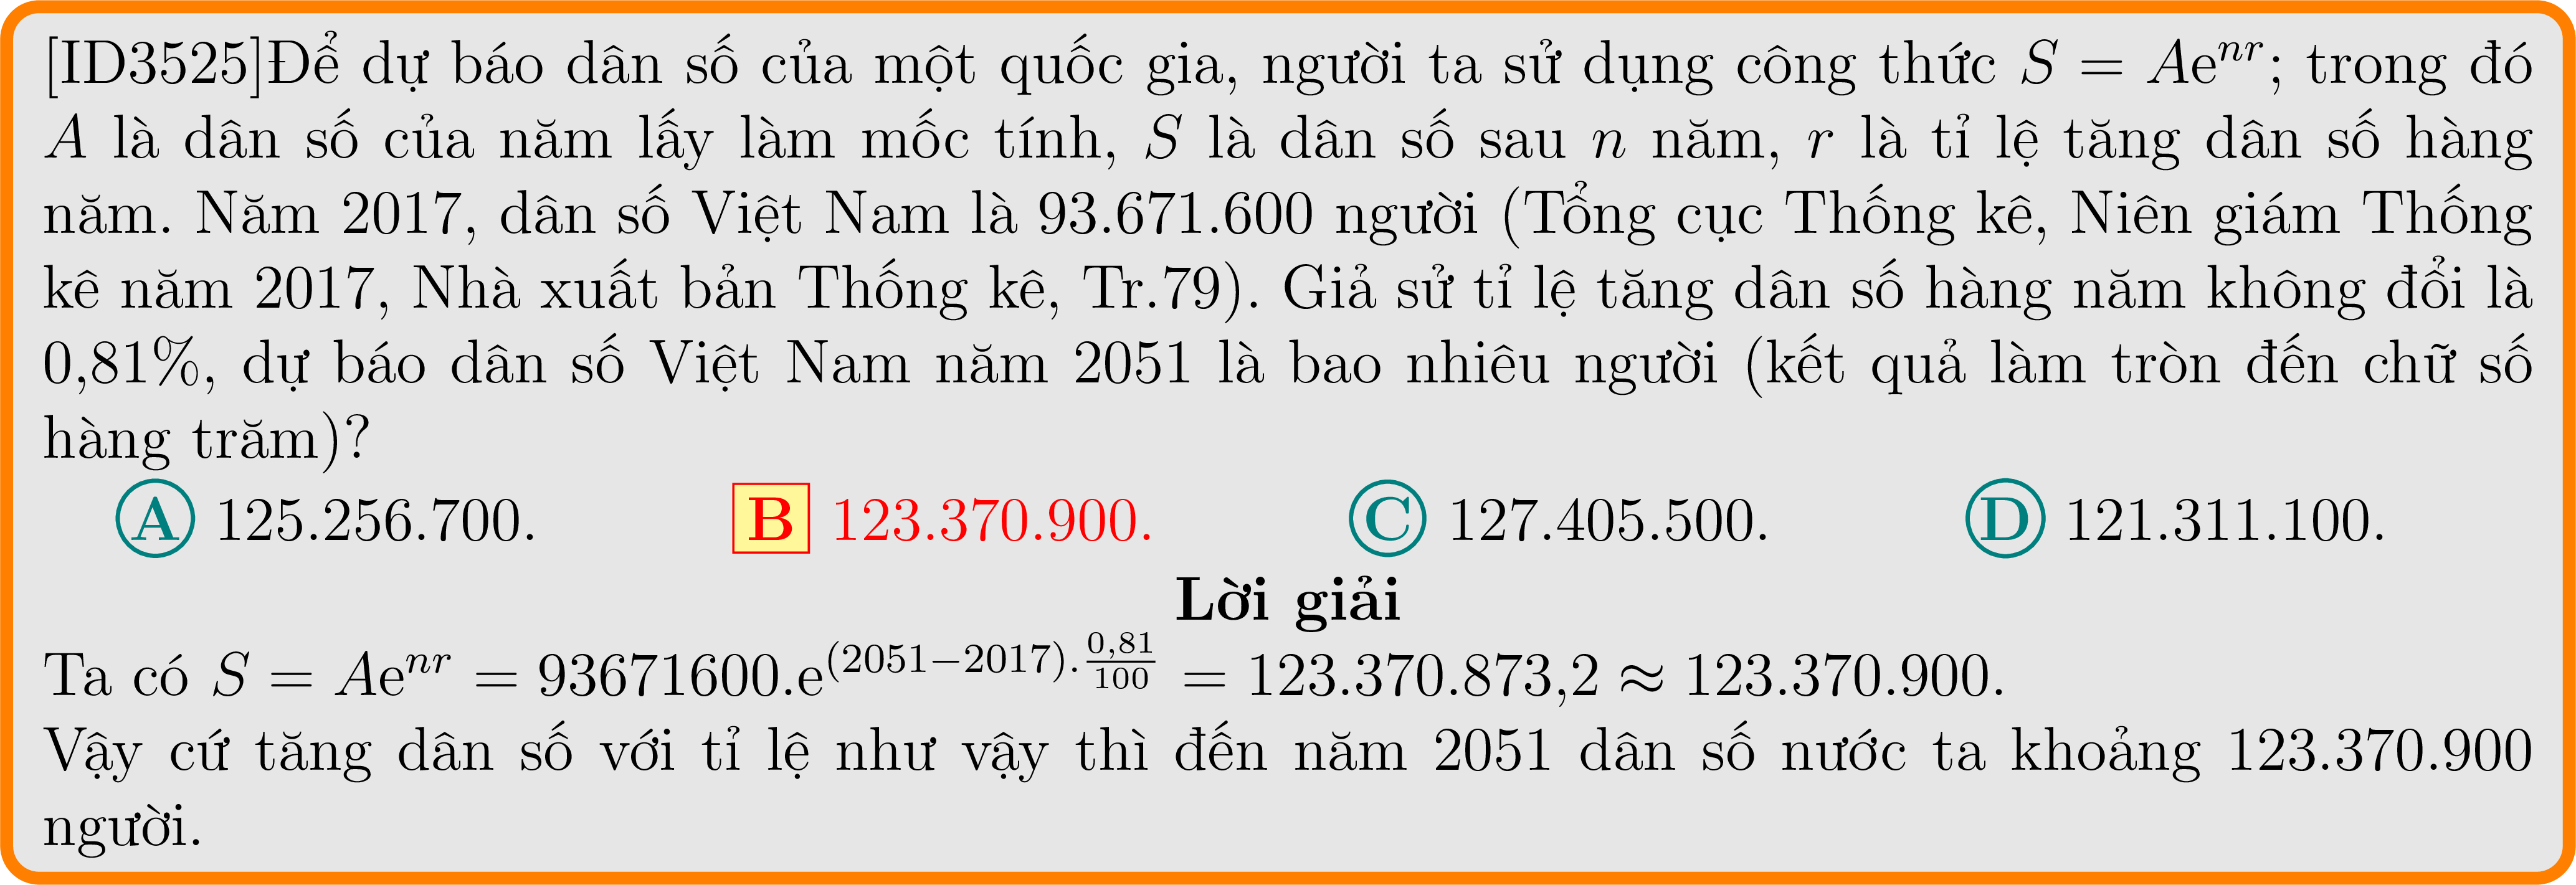 [ID3525]Để dự báo dân số của một quốc gia, người ta sử dụng công thức S = Ae^{nr}; trong đó
A là dân số của năm lấy làm mốc tính, S là dân số sau n năm, r là tỉ lệ tăng dân số hàng
năm. Năm 2017, dân số Việt Nam là 93.671.600 người (Tổng cục Thống kê, Niên giám Thống
kê năm 2017, Nhà xuất bản Thống kê, Tr.79). Giả sử tỉ lệ tăng dân số hàng năm không đổi là
0,81%, dự báo dân số Việt Nam năm 2051 là bao nhiêu người (kết quả làm tròn đến chữ số
hàng trăm)?
A 125.256.700. B 123.370.900. C 127.405.500. D 121.311.100.
Lời giải
Ta có S = Ae^{nr} = 93671600.e^{(2051−2017).\frac{0,81}{100}} = 123.370.873,2 ≈ 123.370.900.
Vậy cứ tăng dân số với tỉ lệ như vậy thì đến năm 2051 dân số nước ta khoảng 123.370.900
người.